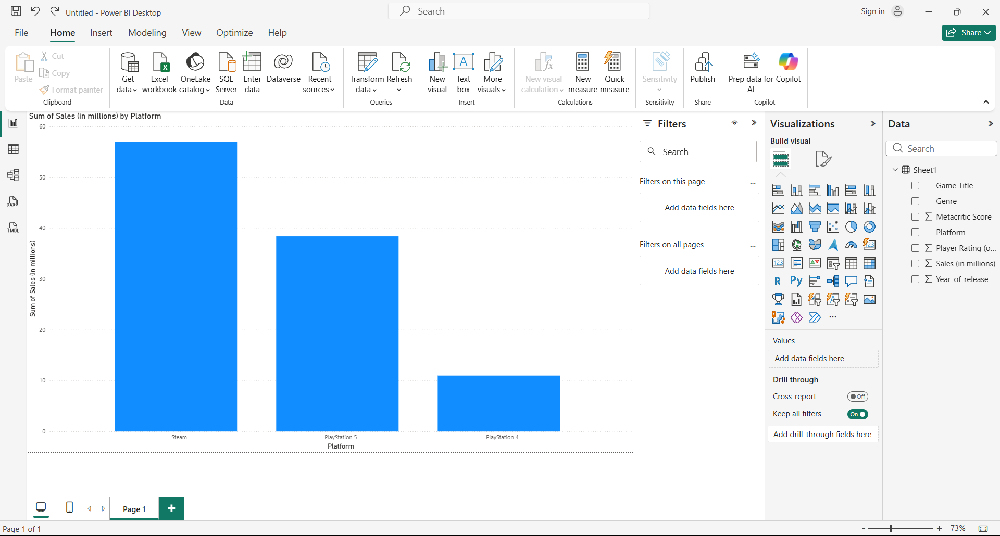 Untitled - Power BI Desktop
Search
Sign in
File Home Insert Modeling View Optimize Help
Share
Paste
Cut
Copy
Format painter
Clipboard
Get data
Excel workbook
OneLake catalog
SQL Server
Enter data
Dataverse
Recent sources
Data
Transform data
Refresh
Queries
New visual
Text box
More visuals
Insert
New visual calculation
New measure
Quick measure
Calculations
Sensitivity
Sensitivity
Publish
Share
Prep data for AI
Copilot
Copilot
Sum of Sales (in millions) by Platform
60
50
40
30
20
10
0
Sum of Sales (in millions)
Steam
PlayStation 5
PlayStation 4
Platform
Filters
Search
Filters on this page
...
Add data fields here
Filters on all pages
...
Add data fields here
Visualizations
Build visual
123
123
R
Py
...
Values
Add data fields here
Drill through
Cross-report
Off
Keep all filters
On
Add drill-through fields here
Data
Search
Sheet1
Game Title
Genre
Metacritic Score
Platform
Player Rating (o...
Sales (in millions)
Year_of_release
DAX
TMDL
Page 1
+
Page 1 of 1
- + 73%